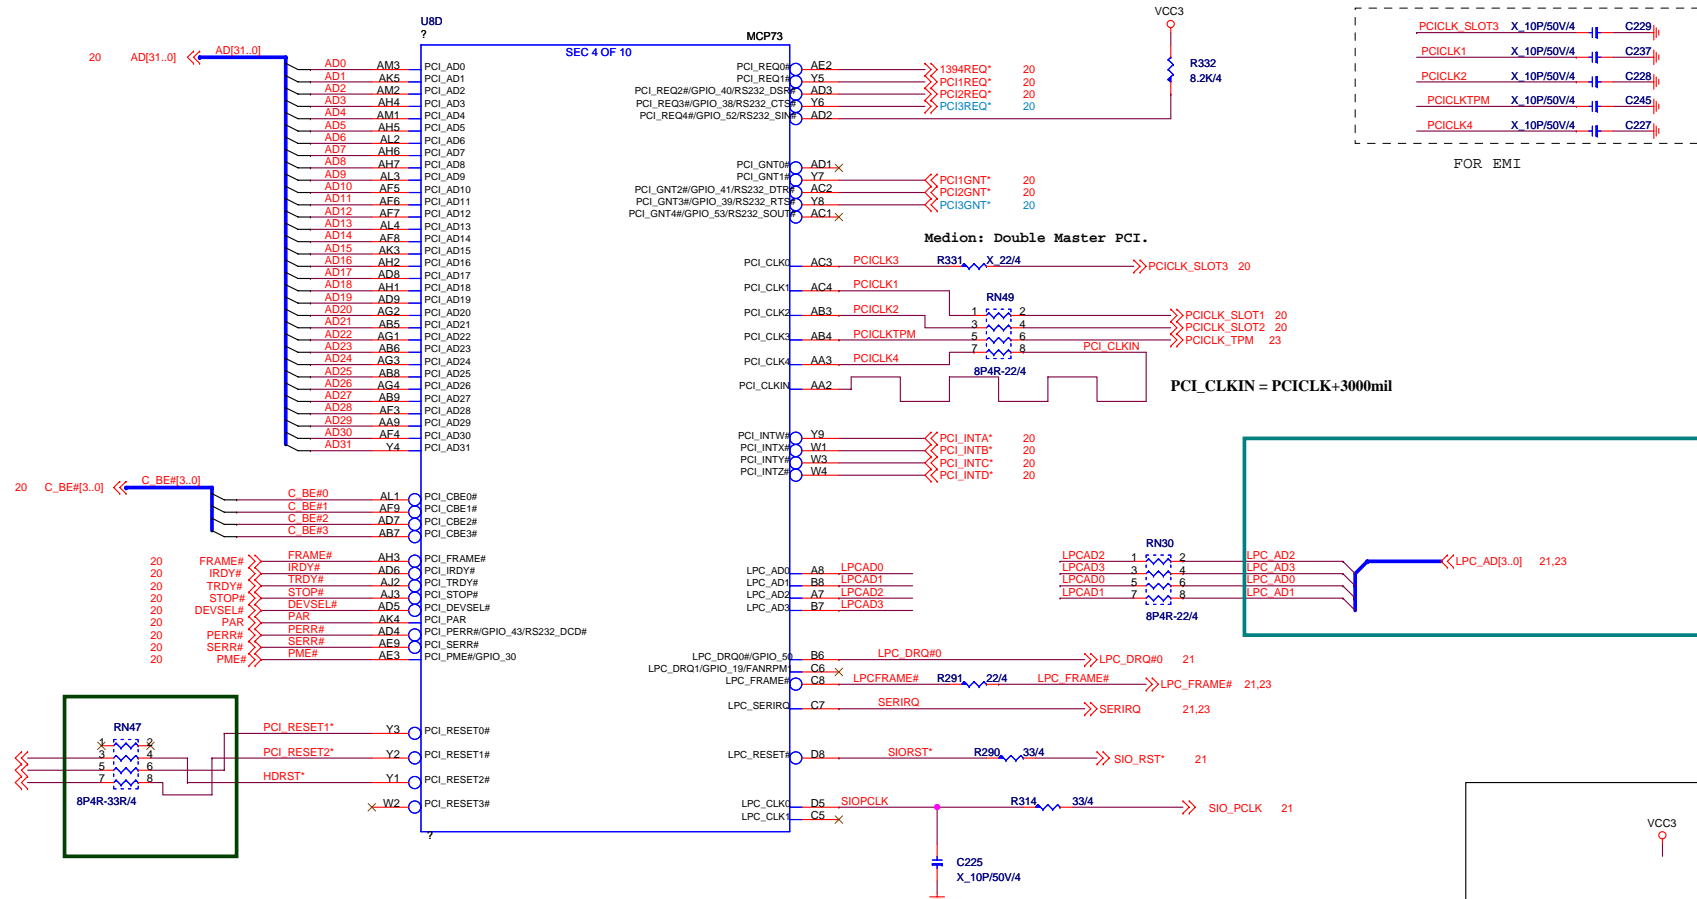 U8D
?
MCP73
SEC 4 OF 10
20 AD[31..0] AD[31..0]
AD0 AM3 PCI_AD0
AD1 AK5 PCI_AD1
AD2 AM2 PCI_AD2
AD3 AH4 PCI_AD3
AD4 AM1 PCI_AD4
AD5 AH5 PCI_AD5
AD6 AL2 PCI_AD6
AD7 AH6 PCI_AD7
AD8 AH7 PCI_AD8
AD9 AL3 PCI_AD9
AD10 AF5 PCI_AD10
AD11 AF6 PCI_AD11
AD12 AF7 PCI_AD12
AD13 AL4 PCI_AD13
AD14 AF8 PCI_AD14
AD15 AK3 PCI_AD15
AD16 AH2 PCI_AD16
AD17 AD8 PCI_AD17
AD18 AH1 PCI_AD18
AD19 AD9 PCI_AD19
AD20 AG2 PCI_AD20
AD21 AB5 PCI_AD21
AD22 AG1 PCI_AD22
AD23 AB6 PCI_AD23
AD24 AG3 PCI_AD24
AD25 AB8 PCI_AD25
AD26 AG4 PCI_AD26
AD27 AB9 PCI_AD27
AD28 AF3 PCI_AD28
AD29 AA9 PCI_AD29
AD30 AF4 PCI_AD30
AD31 Y4 PCI_AD31
20 C_BE#[3..0] C_BE#[3..0]
C_BE#0 AL1 PCI_CBE0#
C_BE#1 AF9 PCI_CBE1#
C_BE#2 AD7 PCI_CBE2#
C_BE#3 AB7 PCI_CBE3#
20 FRAME# FRAME# AH3 PCI_FRAME#
20 IRDY# IRDY# AD6 PCI_IRDY#
20 TRDY# TRDY# AJ2 PCI_TRDY#
20 STOP# STOP# AJ3 PCI_STOP#
20 DEVSEL# DEVSEL# AD5 PCI_DEVSEL#
20 PAR PAR AK4 PCI_PAR
20 PERR# PERR# AD4 PCI_PERR#/GPIO_43/RS232_DCD#
20 SERR# SERR# AE9 PCI_SERR#
20 PME# PME# AE3 PCI_PME#/GPIO_30
RN47
1 2
3 4
5 6
7 8
8P4R-33R/4
PCI_RESET1* Y3 PCI_RESET0#
PCI_RESET2* Y2 PCI_RESET1#
HDRST* Y1 PCI_RESET2#
W2 PCI_RESET3#
?
PCI_REQ0# AE2 1394REQ* 20
PCI_REQ1# Y5 PCI1REQ* 20
PCI_REQ2#/GPIO_40/RS232_DSR# AD3 PCI2REQ* 20
PCI_REQ3#/GPIO_38/RS232_CTS# Y6 PCI3REQ* 20
PCI_REQ4#/GPIO_52/RS232_SIN# AD2
VCC3
R332
8.2K/4
PCI_GNT0# AD1
PCI_GNT1# Y7 PCI1GNT* 20
PCI_GNT2#/GPIO_41/RS232_DTR# AC2 PCI2GNT* 20
PCI_GNT3#/GPIO_39/RS232_RTS# Y8 PCI3GNT* 20
PCI_GNT4#/GPIO_53/RS232_SOUT# AC1
Medion: Double Master PCI.
PCI_CLK0 AC3 PCICLK3 R331 X_22/4 PCICLK_SLOT3 20
PCI_CLK1 AC4 PCICLK1
RN49
PCI_CLK2 AB3 PCICLK2 1 2 PCICLK_SLOT1 20
3 4 PCICLK_SLOT2 20
PCI_CLK3 AB4 PCICLKTPM 5 6 PCICLK_TPM 23
7 8 PCI_CLKIN
PCI_CLK4 AA3 PCICLK4
8P4R-22/4
PCI_CLKIN AA2
PCI_CLKIN = PCICLK+3000mil
PCI_INTW# Y9 PCI_INTA* 20
PCI_INTX# W1 PCI_INTB* 20
PCI_INTY# W3 PCI_INTC* 20
PCI_INTZ# W4 PCI_INTD* 20
LPC_AD0 A8 LPCAD0
LPC_AD1 B8 LPCAD1
LPC_AD2 A7 LPCAD2
LPC_AD3 B7 LPCAD3
RN30
LPCAD2 1 2 LPC_AD2
LPCAD3 3 4 LPC_AD3
LPCAD0 5 6 LPC_AD0
LPCAD1 7 8 LPC_AD1
8P4R-22/4
LPC_AD[3..0] 21,23
LPC_DRQ0#/GPIO_50 B6 LPC_DRQ#0 LPC_DRQ#0 21
LPC_DRQ1/GPIO_19/FANRPM1 C6
LPC_FRAME# C8 LPCFRAME# R291 22/4 LPC_FRAME# LPC_FRAME# 21,23
LPC_SERIRQ C7 SERIRQ SERIRQ 21,23
LPC_RESET# D8 SIORST* R290 33/4 SIO_RST* 21
LPC_CLK0 D5 SIOPCLK R314 33/4 SIO_PCLK 21
LPC_CLK1 C5
C225
X_10P/50V/4
PCICLK_SLOT3 X_10P/50V/4 C229
PCICLK1 X_10P/50V/4 C237
PCICLK2 X_10P/50V/4 C228
PCICLKTPM X_10P/50V/4 C245
PCICLK4 X_10P/50V/4 C227
FOR EMI
VCC3